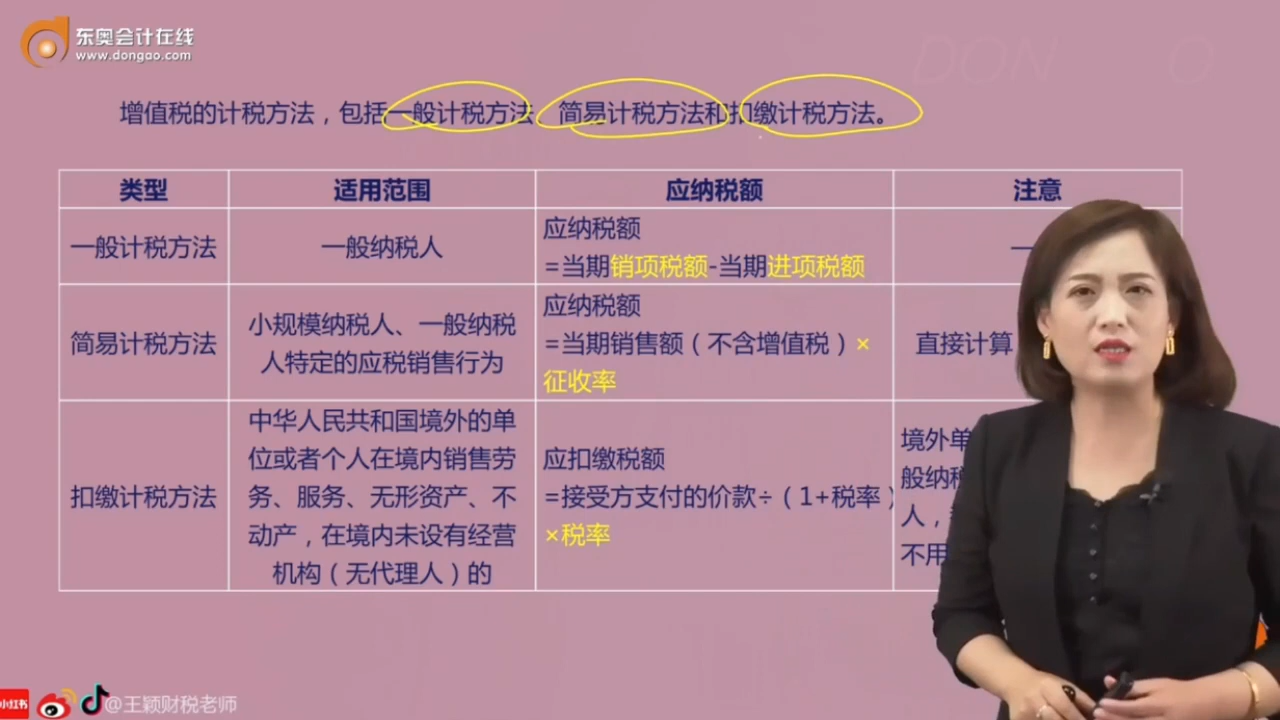 东奥会计在线
www.dongao.com
DON G
增值税的计税方法，包括一般计税方法、简易计税方法和扣缴计税方法。
类型 适用范围 应纳税额 注意
一般计税方法 一般纳税人 应纳税额
=当期销项税额-当期进项税额
一
简易计税方法 小规模纳税人、一般纳税
人特定的应税销售行为
应纳税额
=当期销售额（不含增值税）×
征收率
直接计算
扣缴计税方法 中华人民共和国境外的单
位或者个人在境内销售劳
务、服务、无形资产、不
动产，在境内未设有经营
机构（无代理人）的
应扣缴税额
=接受方支付的价款÷（1+税率）
×税率
境外单
般纳税
人，
不用
小红书 @王颖财税老师